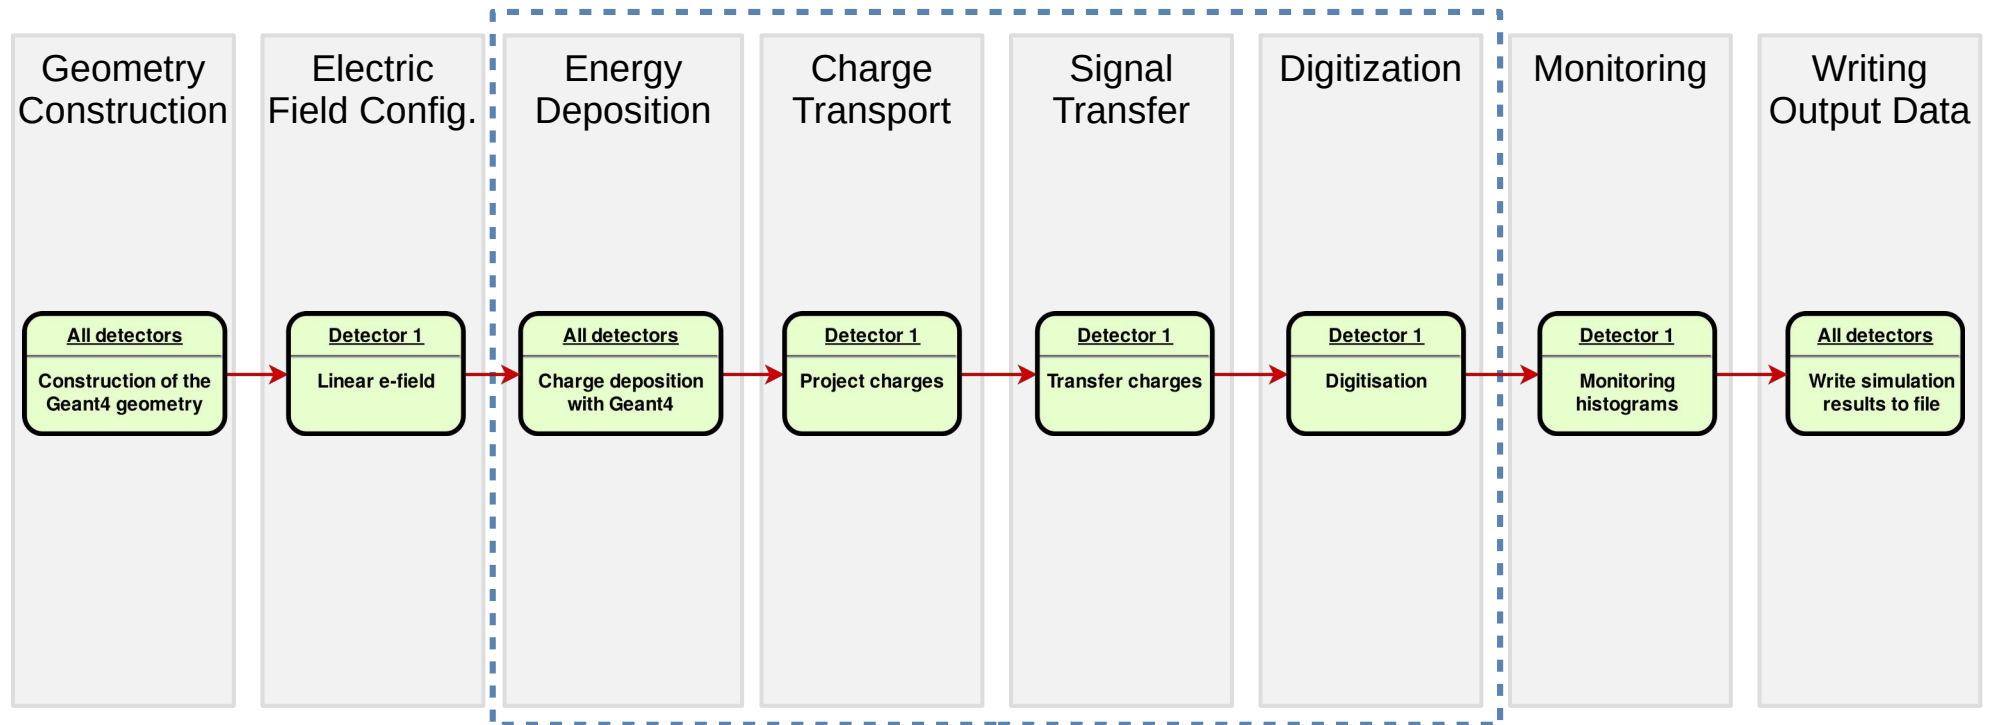 Geometry
Construction
Electric
Field Config.
Energy
Deposition
Charge
Transport
Signal
Transfer
Digitization
Monitoring
Writing
Output Data
All detectors
Construction of the
Geant4 geometry
Detector 1
Linear e-field
All detectors
Charge deposition
with Geant4
Detector 1
Project charges
Detector 1
Transfer charges
Detector 1
Digitisation
Detector 1
Monitoring
histograms
All detectors
Write simulation
results to file